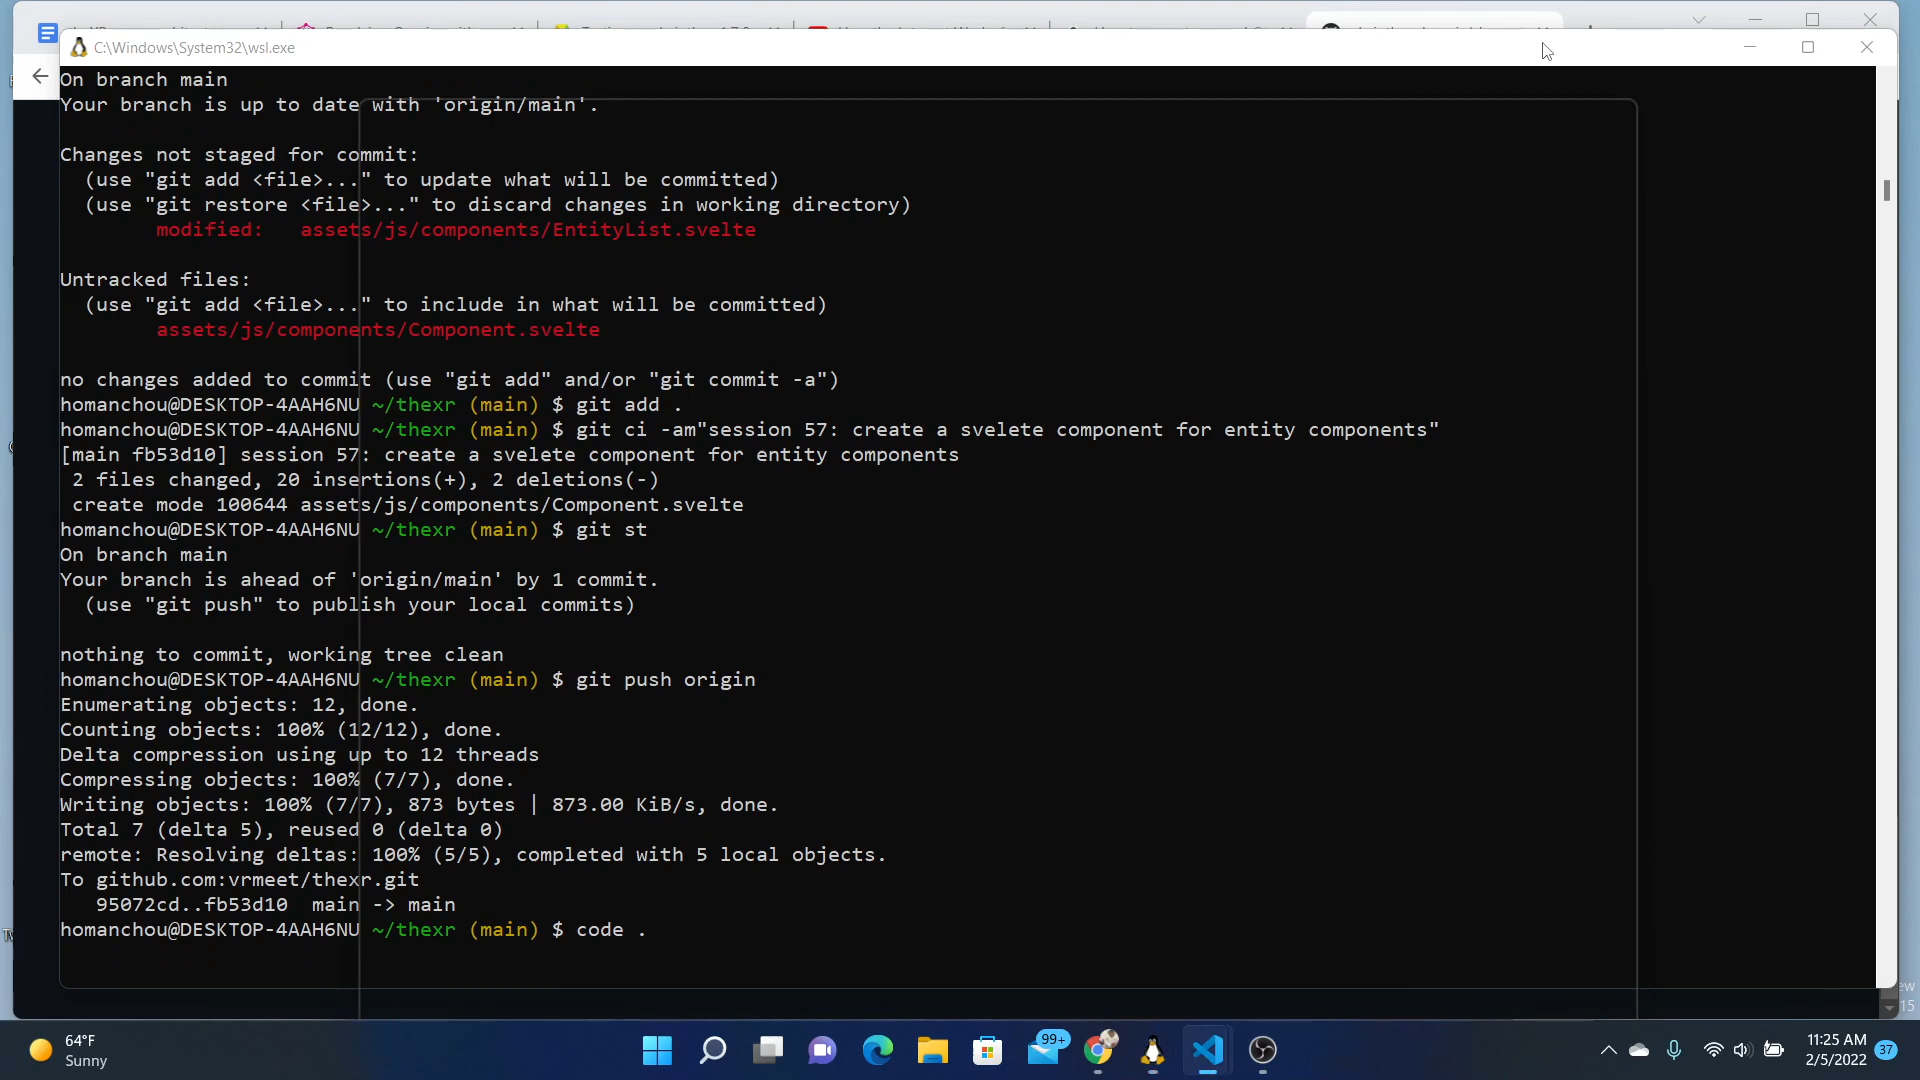 C:\Windows\System32\wsl.exe
On branch main
Your branch is up to date with 'origin/main'.
Changes not staged for commit:
(use "git add <file>..." to update what will be committed)
(use "git restore <file>..." to discard changes in working directory)
modified: assets/js/components/EntityList.svelte
Untracked files:
(use "git add <file>..." to include in what will be committed)
assets/js/components/Component.svelte
no changes added to commit (use "git add" and/or "git commit -a")
homanchou@DESKTOP-4AAH6NU ~/thexr (main) $ git add .
homanchou@DESKTOP-4AAH6NU ~/thexr (main) $ git ci -am"session 57: create a svelete component for entity components"
[main fb53d10] session 57: create a svelete component for entity components
2 files changed, 20 insertions(+), 2 deletions(-)
create mode 100644 assets/js/components/Component.svelte
homanchou@DESKTOP-4AAH6NU ~/thexr (main) $ git st
On branch main
Your branch is ahead of 'origin/main' by 1 commit.
(use "git push" to publish your local commits)
nothing to commit, working tree clean
homanchou@DESKTOP-4AAH6NU ~/thexr (main) $ git push origin
Enumerating objects: 12, done.
Counting objects: 100% (12/12), done.
Delta compression using up to 12 threads
Compressing objects: 100% (7/7), done.
Writing objects: 100% (7/7), 873 bytes | 873.00 KiB/s, done.
Total 7 (delta 5), reused 0 (delta 0)
remote: Resolving deltas: 100% (5/5), completed with 5 local objects.
To github.com:vrmeet/thexr.git
95072cd..fb53d10 main -> main
homanchou@DESKTOP-4AAH6NU ~/thexr (main) $ code .
64°F
Sunny
99+
11:25 AM
2/5/2022
37